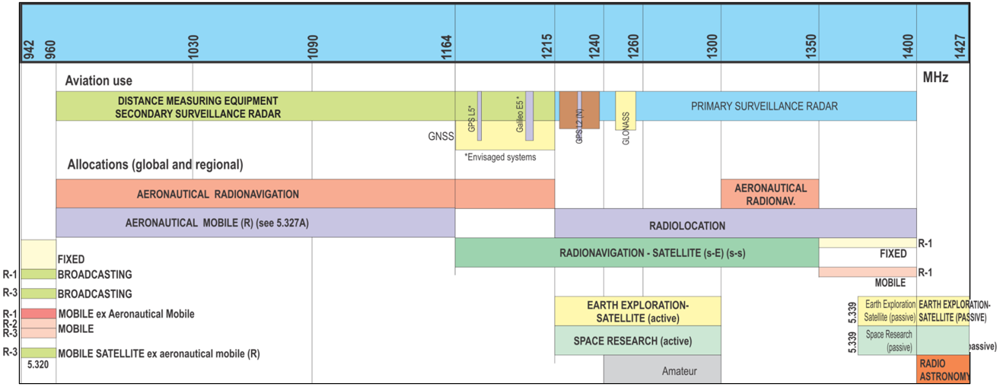 942
960
1030
1090
1164
1215
1240
1260
1300
1350
1400
1427
Aviation use
MHz
DISTANCE MEASURING EQUIPMENT
SECONDARY SURVEILLANCE RADAR
GPS L5*
Galileo E5 *
GPS L2 (N)
GLONASS
PRIMARY SURVEILLANCE RADAR
GNSS
*Envisaged systems
Allocations (global and regional)
AERONAUTICAL RADIONAVIGATION
AERONAUTICAL
RADIONAV.
AERONAUTICAL MOBILE (R) (see 5.327A)
RADIOLOCATION
RADIONAVIGATION - SATELLITE (s-E) (s-s)
R-1
FIXED
FIXED
R-1
BROADCASTING
R-1
MOBILE
R-3
BROADCASTING
EARTH EXPLORATION-
SATELLITE (active)
5.339
Earth Exploration
Satellite (passive)
EARTH EXPLORATION-
SATELLITE (PASSIVE)
R-1
MOBILE ex Aeronautical Mobile
R-2
R-3
MOBILE
SPACE RESEARCH (active)
5.339
Space Research
(passive)
passive)
R-3
MOBILE SATELLITE ex aeronautical mobile (R)
5.320
Amateur
RADIO
ASTRONOMY